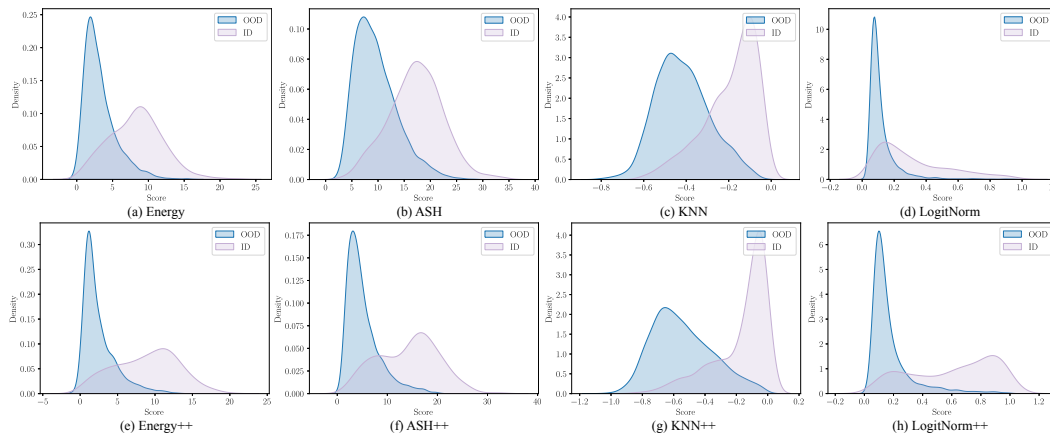 OOD
ID
0.25
0.20
0.15
0.10
0.05
0.00
Density
0 5 10 15 20 25
Score
(a) Energy
OOD
ID
0.10
0.08
0.06
0.04
0.02
0.00
Density
0 5 10 15 20 25 30 35 40
Score
(b) ASH
OOD
ID
4.0
3.5
3.0
2.5
2.0
1.5
1.0
0.5
0.0
Density
−0.8 −0.6 −0.4 −0.2 0.0
Score
(c) KNN
OOD
ID
10
8
6
4
2
0
Density
−0.2 0.0 0.2 0.4 0.6 0.8 1.0 1.2
Score
(d) LogitNorm
OOD
ID
0.30
0.25
0.20
0.15
0.10
0.05
0.00
Density
−5 0 5 10 15 20 25
Score
(e) Energy++
OOD
ID
0.175
0.150
0.125
0.100
0.075
0.050
0.025
0.000
Density
0 10 20 30 40
Score
(f) ASH++
OOD
ID
4.0
3.5
3.0
2.5
2.0
1.5
1.0
0.5
0.0
Density
−1.2 −1.0 −0.8 −0.6 −0.4 −0.2 0.0 0.2
Score
(g) KNN++
OOD
ID
6
5
4
3
2
1
0
Density
−0.2 0.0 0.2 0.4 0.6 0.8 1.0 1.2
Score
(h) LogitNorm++